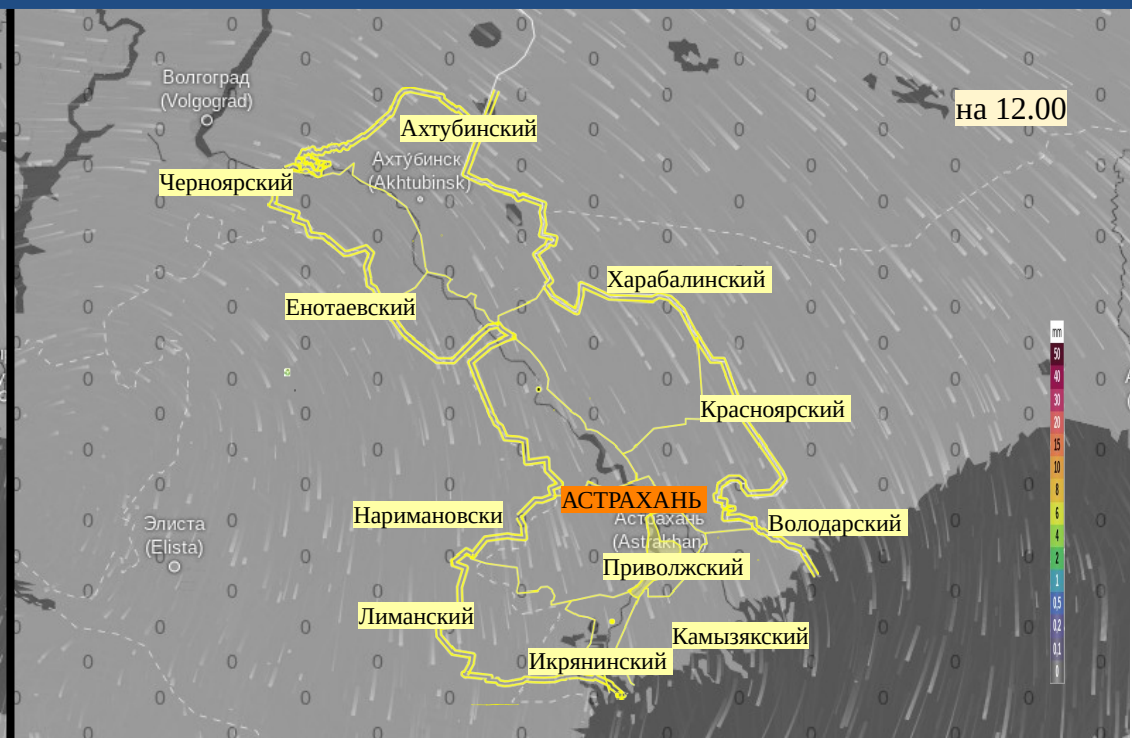 Волгоград
(Volgograd)
на 12.00
Ахтубинский
Ахту́бинск
(Akhtubinsk)
Черноярский
Харабалинский
Енотаевский
mm
50
40
30
20
15
10
8
6
4
2
1
0,5
0,2
0,1
0
Красноярский
АСТРАХАНЬ
Наримановски
Астрахань
(Astrakhan)
Володарский
Элиста
(Elista)
Приволжский
Лиманский
Камызякский
Икрянинский